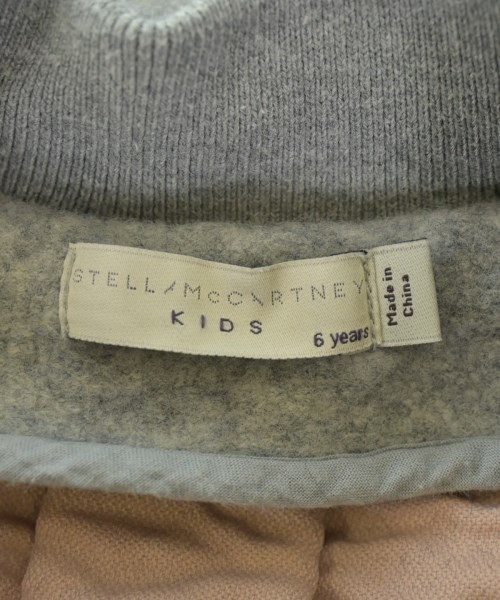 STELLA McCARTNEY
KIDS
6 years
Made in
China